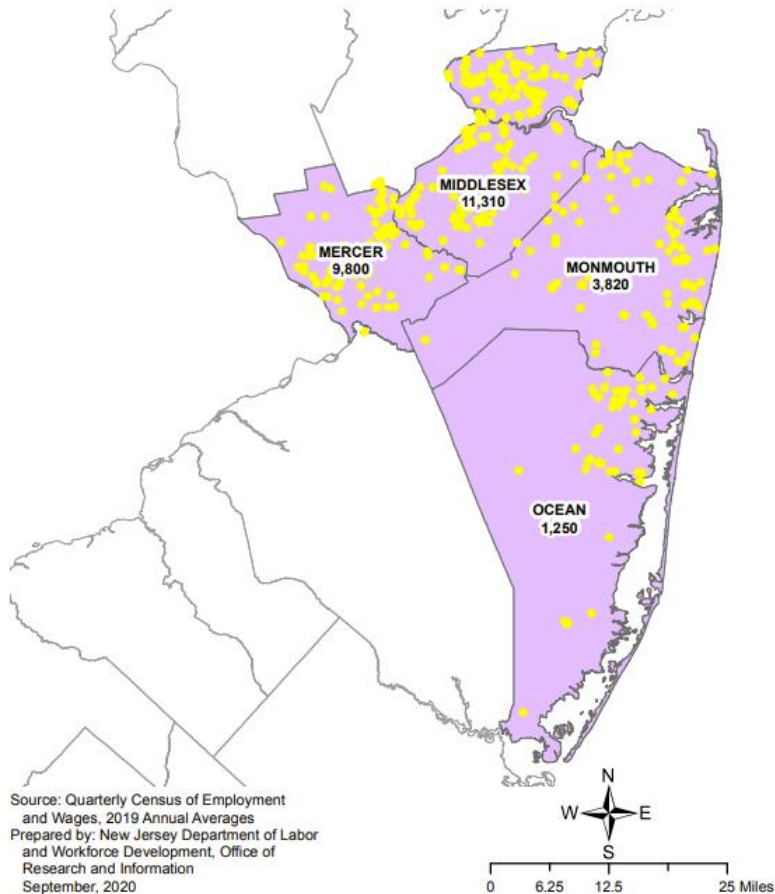 MIDDLESEX
11,310
MERCER
9,800
MONMOUTH
3,820
OCEAN
1,250
Source: Quarterly Census of Employment
and Wages, 2019 Annual Averages
Prepared by: New Jersey Department of Labor
and Workforce Development, Office of
Research and Information
September, 2020
N
W E
S
0 6.25 12.5 25 Miles